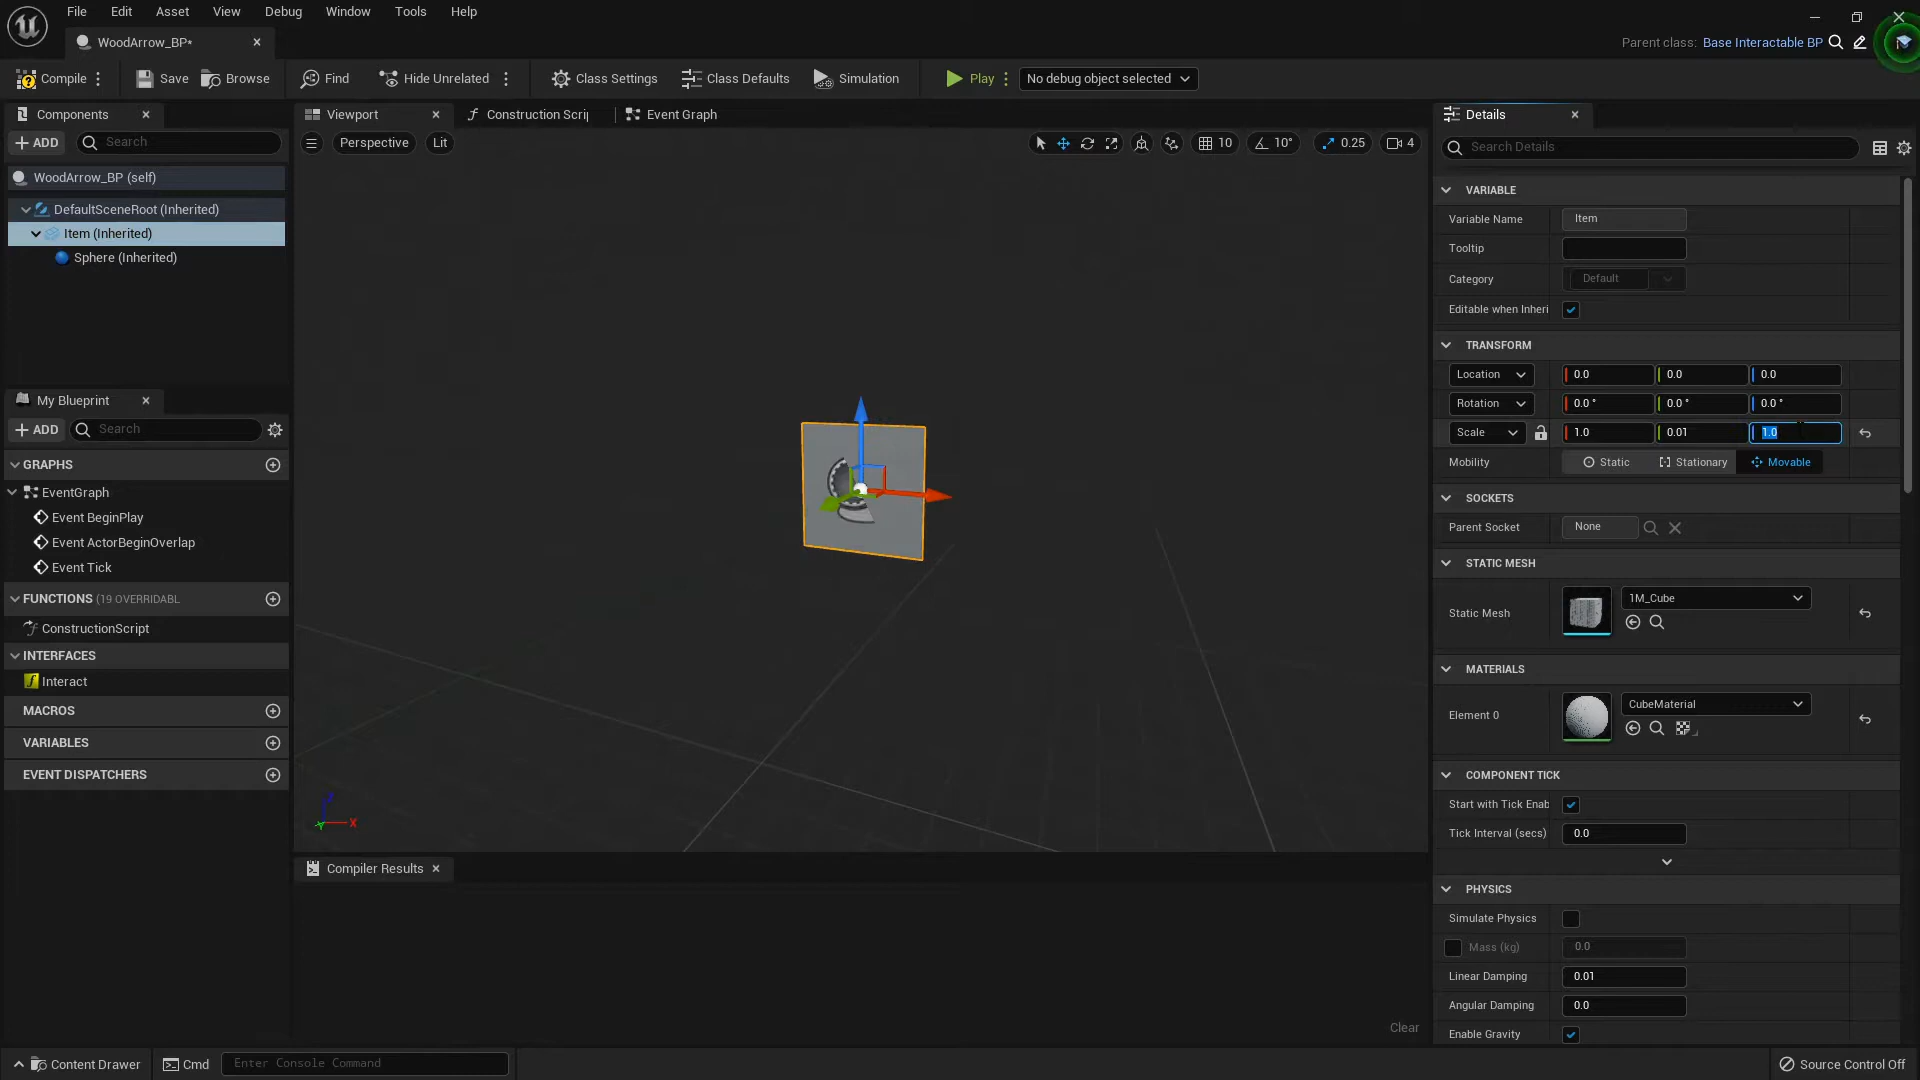 File Edit Asset View Debug Window Tools Help
WoodArrow_BP*
Parent class: Base Interactable BP
Compile Save Browse Find Hide Unrelated Class Settings Class Defaults Simulation Play No debug object selected
Components
ADD Search
WoodArrow_BP (self)
DefaultSceneRoot (Inherited)
Item (Inherited)
Sphere (Inherited)
My Blueprint
ADD Search
GRAPHS
EventGraph
Event BeginPlay
Event ActorBeginOverlap
Event Tick
FUNCTIONS (19 OVERRIDABL
ConstructionScript
INTERFACES
Interact
MACROS
VARIABLES
EVENT DISPATCHERS
Viewport Construction Scri Event Graph
Perspective Lit 10 10° 0.25 4
Z
X
Y
Compiler Results
Clear
Details
Search Details
VARIABLE
Variable Name Item
Tooltip
Category Default
Editable when Inheri
TRANSFORM
Location 0.0 0.0 0.0
Rotation 0.0 ° 0.0 ° 0.0 °
Scale 1.0 0.01 1.0
Mobility Static Stationary Movable
SOCKETS
Parent Socket None
STATIC MESH
Static Mesh 1M_Cube
MATERIALS
Element 0 CubeMaterial
COMPONENT TICK
Start with Tick Enab
Tick Interval (secs) 0.0
PHYSICS
Simulate Physics
Mass (kg) 0.0
Linear Damping 0.01
Angular Damping 0.0
Enable Gravity
Content Drawer Cmd Enter Console Command Source Control Off